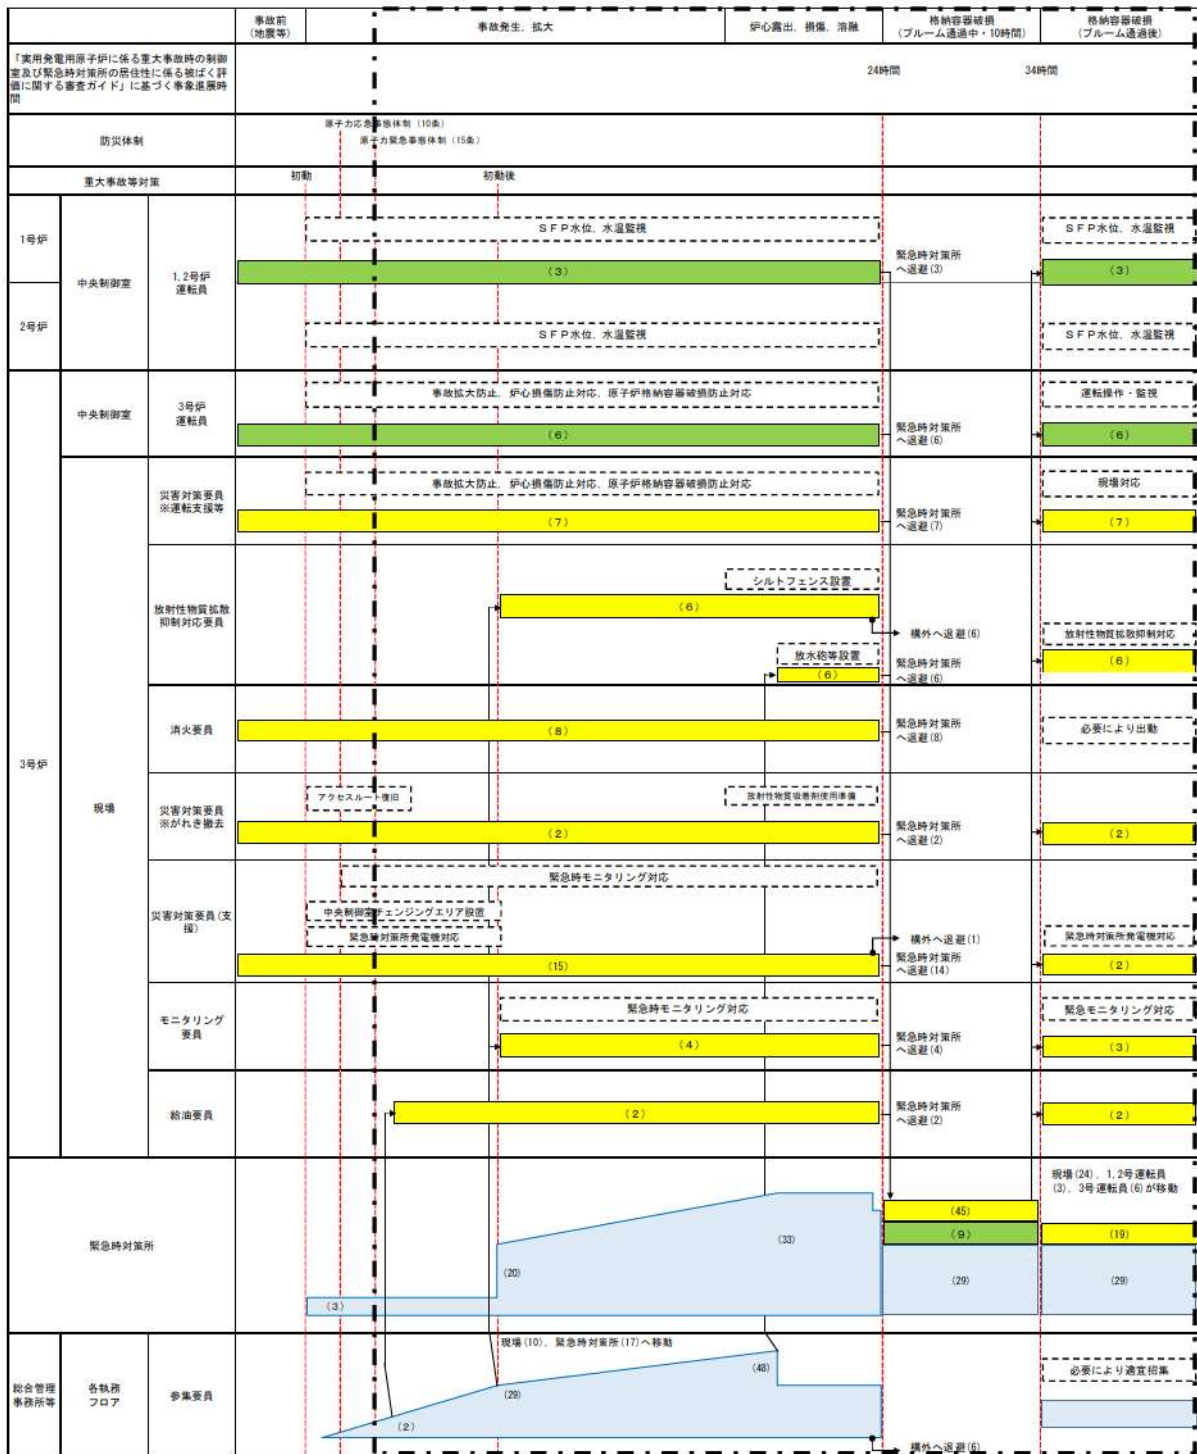 事故前
(地震等)
事故発生、拡大
炉心露出、損傷、溶融
格納容器破損
(プルーム通過中・10時間)
格納容器破損
(プルーム通過後)
「実用発電用原子炉に係る重大事故時の制御
室及び緊急時対策所の居住性に係る被ばく評
価に関する審査ガイド」に基づく事象進展時
間
24時間
34時間
防災体制
原子力応急事態体制(10条)
原子力緊急事態体制(15条)
重大事故等対策
初動
初動後
1号炉
2号炉
中央制御室
1,2号炉
運転員
SFP水位、水温監視
(3)
緊急時対策所
へ退避(3)
SFP水位、水温監視
SFP水位、水温監視
(3)
SFP水位、水温監視
3号炉
中央制御室
3号炉
運転員
事故拡大防止、炉心損傷防止対応、原子炉格納容器破損防止対応
(6)
緊急時対策所
へ退避(6)
運転操作・監視
(6)
現場
災害対策要員
※運転支援等
事故拡大防止、炉心損傷防止対応、原子炉格納容器破損防止対応
(7)
緊急時対策所
へ退避(7)
現場対応
(7)
放射性物質拡散
抑制対応要員
シルトフェンス設置
(6)
構外へ退避(6)
放水砲等設置
(6)
緊急時対策所
へ退避(6)
放射性物質拡散抑制対応
(6)
消火要員
(8)
緊急時対策所
へ退避(8)
必要により出動
災害対策要員
※がれき撤去
アクセスルート復旧
放射性物質吸着剤使用準備
(2)
緊急時対策所
へ退避(2)
(2)
災害対策要員(支
援)
緊急時モニタリング対応
中央制御室チェンジングエリア設置
緊急時対策所発電機対応
(15)
構外へ退避(1)
緊急時対策所
へ退避(14)
緊急時対策所発電機対応
(2)
モニタリング
要員
緊急時モニタリング対応
(4)
緊急時対策所
へ退避(4)
緊急モニタリング対応
(3)
給油要員
(2)
緊急時対策所
へ退避(2)
(2)
緊急時対策所
(3)
(20)
(33)
(45)
(9)
(29)
現場(24)、1,2号運転員
(3)、3号運転員(6)が移動
(19)
(29)
総合管理
事務所等
各執務
フロア
参集要員
現場(10)、緊急時対策所(17)へ移動
(2)
(29)
(48)
構外へ退避(6)
必要により適宜招集